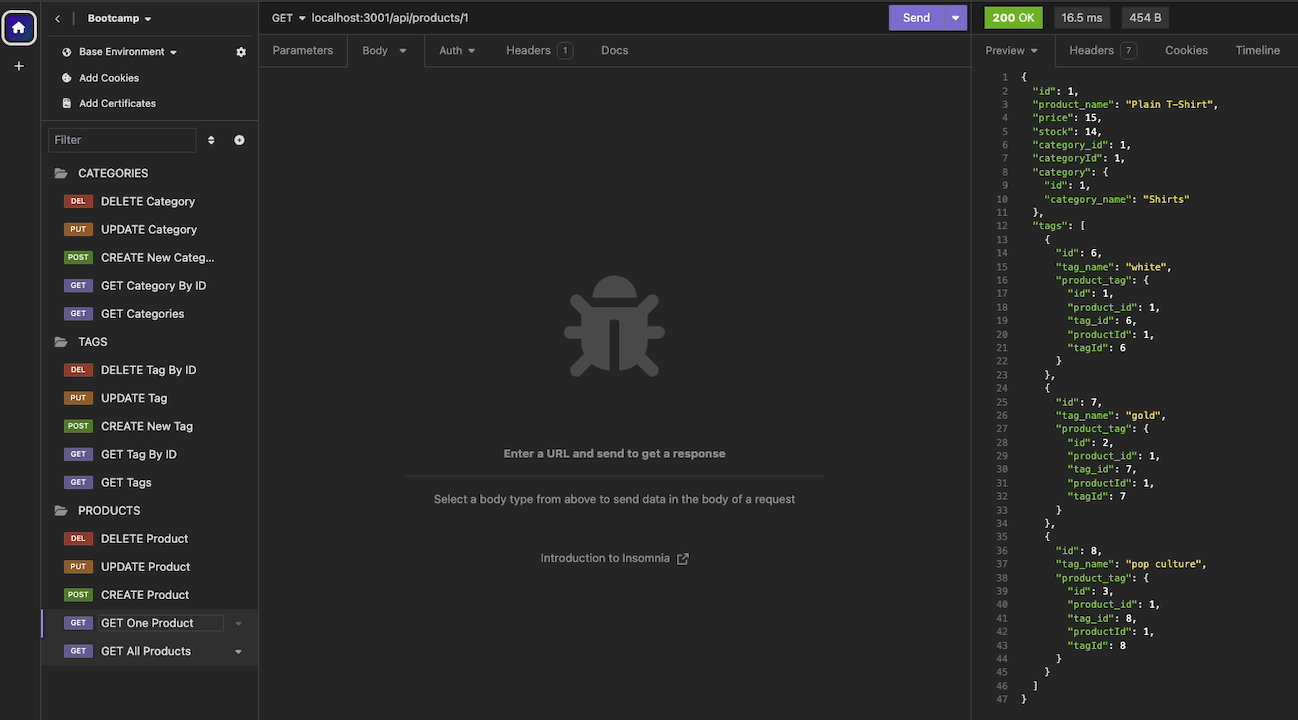 Bootcamp
Base Environment
Add Cookies
Add Certificates
Filter
CATEGORIES
DEL DELETE Category
PUT UPDATE Category
POST CREATE New Categ...
GET GET Category By ID
GET GET Categories
TAGS
DEL DELETE Tag By ID
PUT UPDATE Tag
POST CREATE New Tag
GET GET Tag By ID
GET GET Tags
PRODUCTS
DEL DELETE Product
PUT UPDATE Product
POST CREATE Product
GET GET One Product
GET GET All Products
GET localhost:3001/api/products/1 Send
Parameters Body Auth Headers 1 Docs
Enter a URL and send to get a response
Select a body type from above to send data in the body of a request
Introduction to Insomnia
200 OK 16.5 ms 454 B
Preview Headers 7 Cookies Timeline
1 {
2 "id": 1,
3 "product_name": "Plain T-Shirt",
4 "price": 15,
5 "stock": 14,
6 "category_id": 1,
7 "categoryId": 1,
8 "category": {
9 "id": 1,
10 "category_name": "Shirts"
11 },
12 "tags": [
13 {
14 "id": 6,
15 "tag_name": "white",
16 "product_tag": {
17 "id": 1,
18 "product_id": 1,
19 "tag_id": 6,
20 "productId": 1,
21 "tagId": 6
22 }
23 },
24 {
25 "id": 7,
26 "tag_name": "gold",
27 "product_tag": {
28 "id": 2,
29 "product_id": 1,
30 "tag_id": 7,
31 "productId": 1,
32 "tagId": 7
33 }
34 },
35 {
36 "id": 8,
37 "tag_name": "pop culture",
38 "product_tag": {
39 "id": 3,
40 "product_id": 1,
41 "tag_id": 8,
42 "productId": 1,
43 "tagId": 8
44 }
45 }
46 ]
47 }